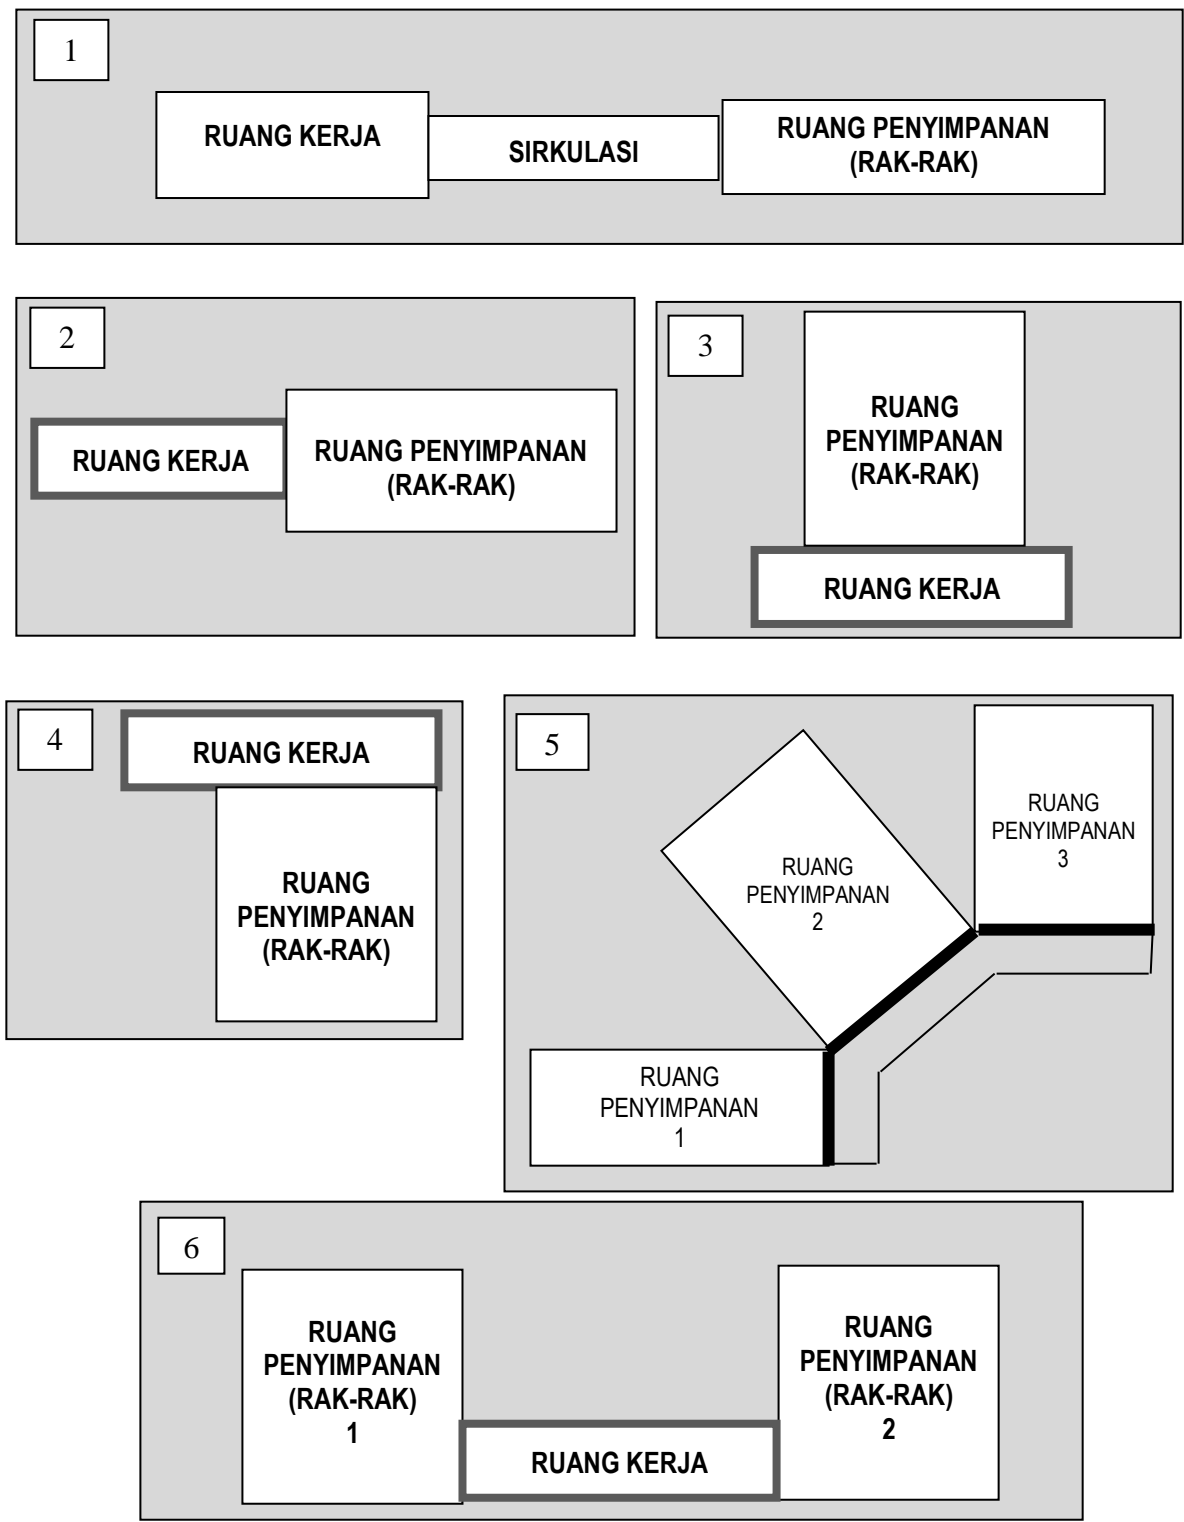 1
RUANG KERJA
SIRKULASI
RUANG PENYIMPANAN
(RAK-RAK)
2
RUANG KERJA
RUANG PENYIMPANAN
(RAK-RAK)
3
RUANG
PENYIMPANAN
(RAK-RAK)
RUANG KERJA
4
RUANG KERJA
RUANG
PENYIMPANAN
(RAK-RAK)
5
RUANG
PENYIMPANAN
3
RUANG
PENYIMPANAN
2
RUANG
PENYIMPANAN
1
6
RUANG
PENYIMPANAN
(RAK-RAK)
1
RUANG KERJA
RUANG
PENYIMPANAN
(RAK-RAK)
2